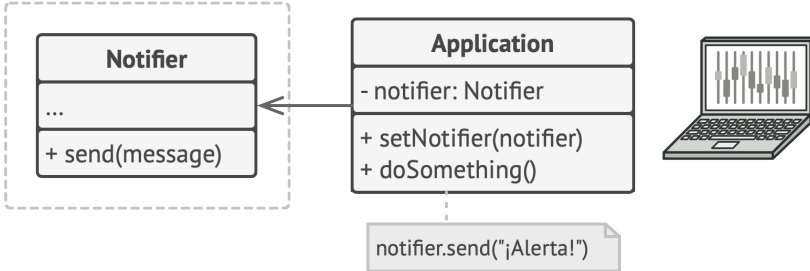 Notifier
...
+ send(message)
Application
- notifier: Notifier
+ setNotifier(notifier)
+ doSomething()
notifier.send("¡Alerta!")